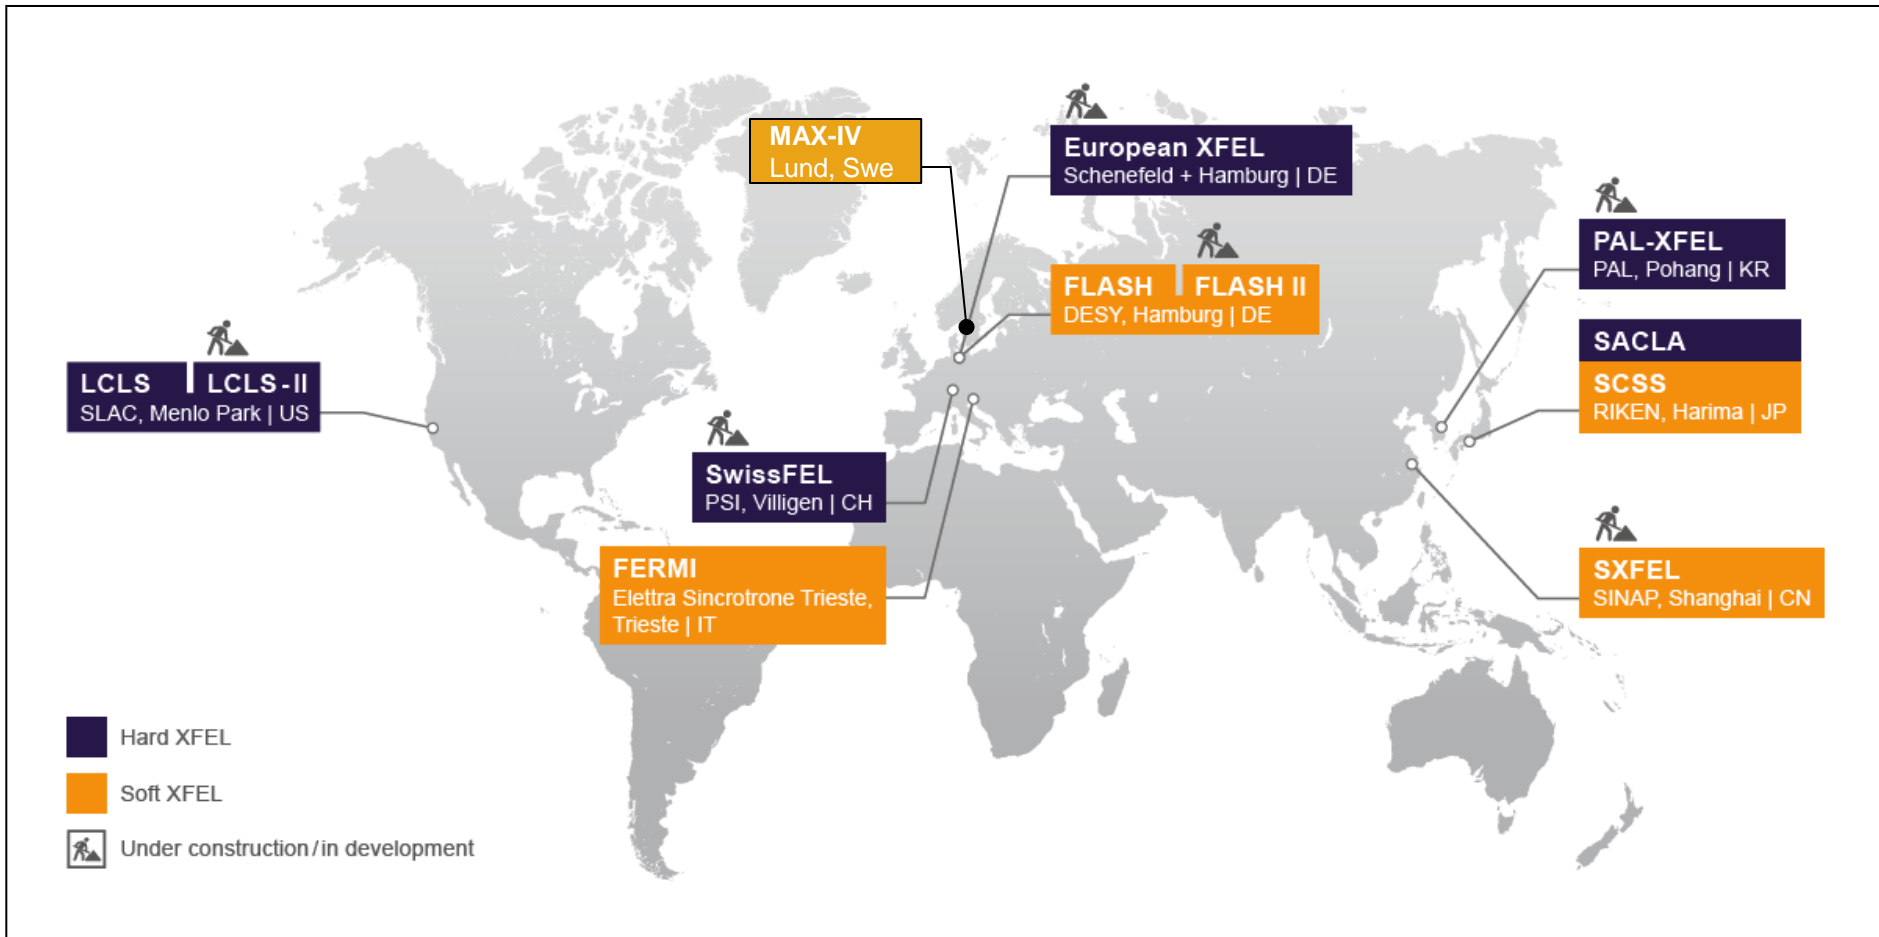 MAX-IV
Lund, Swe
European XFEL
Schenefeld + Hamburg | DE
PAL-XFEL
PAL, Pohang | KR
FLASH | FLASH II
DESY, Hamburg | DE
SACLA
SCSS
RIKEN, Harima | JP
LCLS | LCLS-II
SLAC, Menlo Park | US
SwissFEL
PSI, Villigen | CH
FERMI
Elettra Sincrotrone Trieste,
Trieste | IT
SXFEL
SINAP, Shanghai | CN
Hard XFEL
Soft XFEL
Under construction/in development